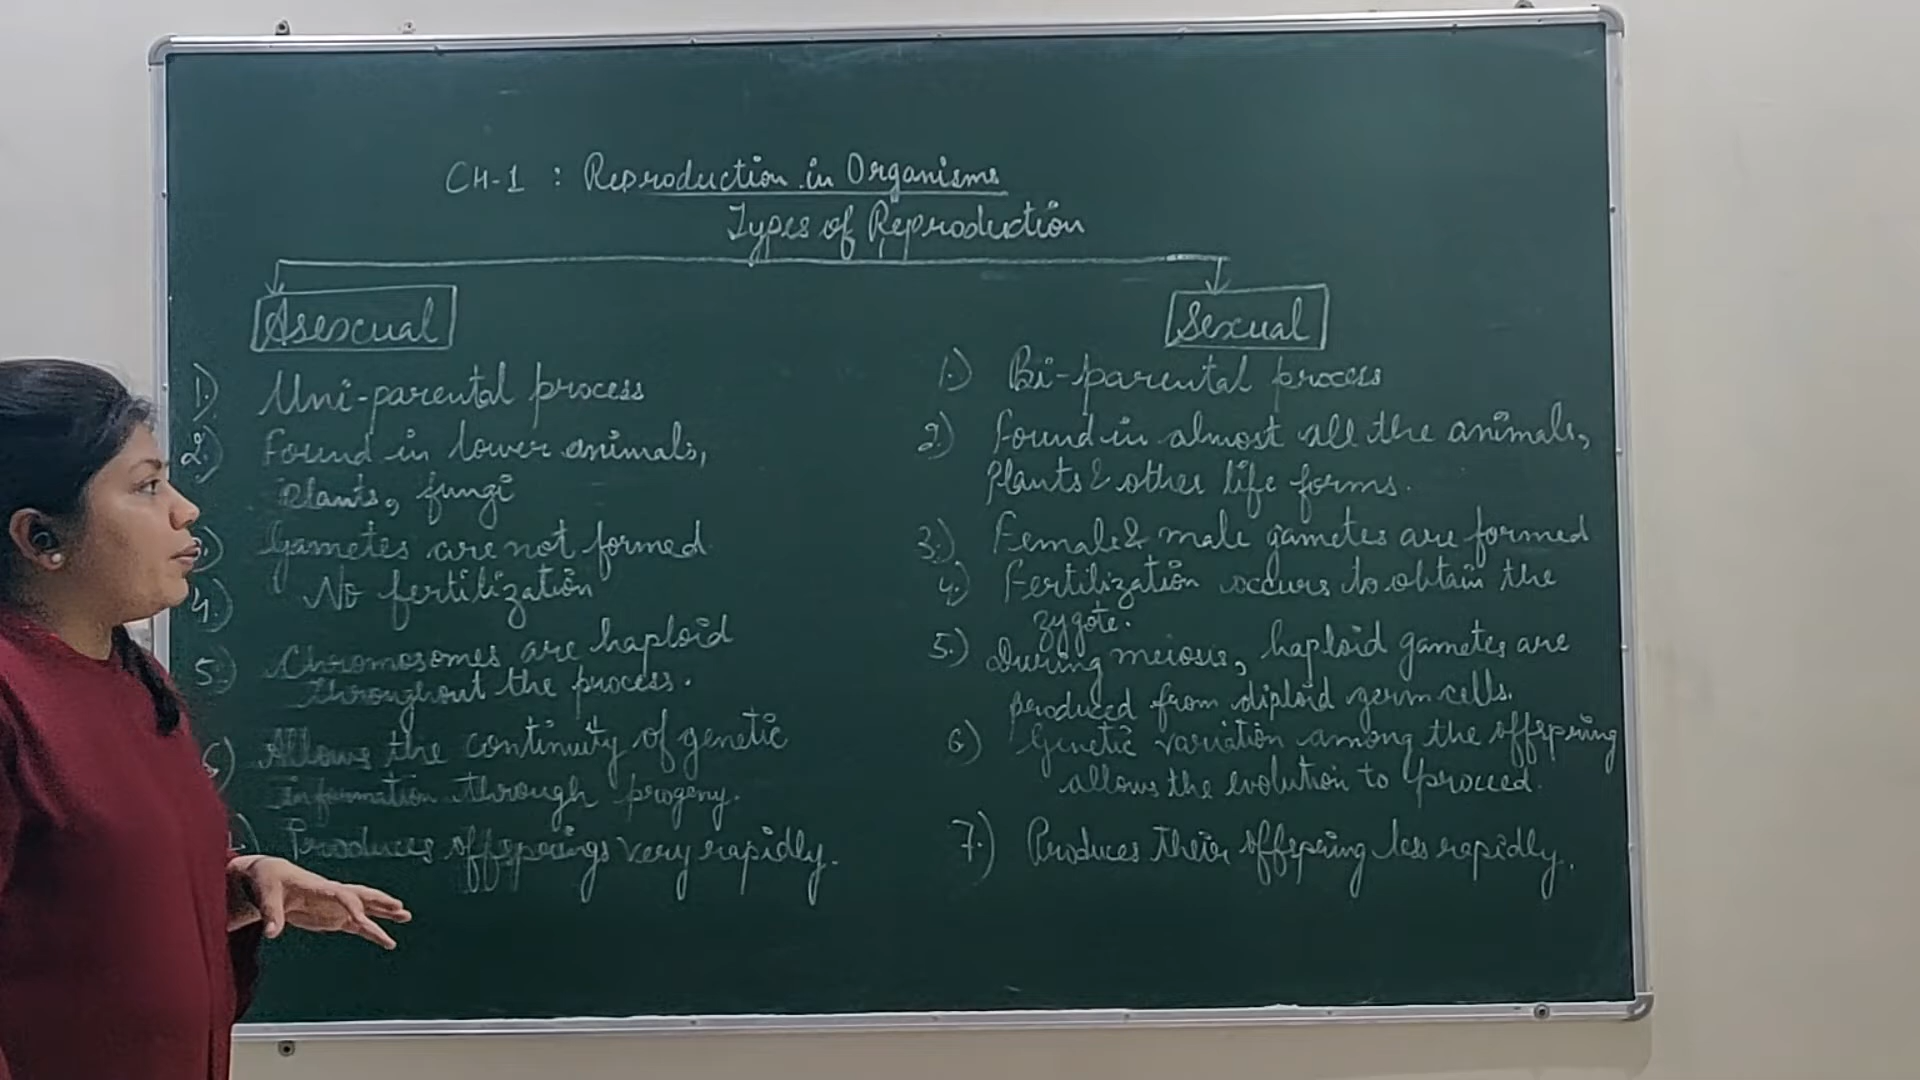 CH-1 : Reproduction in Organisms
Types of Reproduction
Asexual
1.) Uni-parental process
2.) Found in lower animals,
plants, fungi
3.) Gametes are not formed
4.) No fertilization
5.) Chromosomes are haploid
throughout the process.
6) Allows the continuity of genetic
information through progeny.
Produces offsprings very rapidly.
Sexual
1.) Bi-parental process
2.) Found in almost all the animals,
Plants & other life forms.
3.) Female & male gametes are formed
4.) Fertilization occurs to obtain the
zygote.
5.) During meiosis, haploid gametes are
produced from diploid germ cells.
6) Genetic variation among the offspring
allows the evolution to proceed.
7.) Produces their offspring less rapidly.